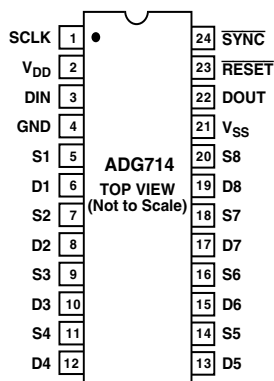 SCLK 1 24 SYNC
VDD 2 23 RESET
DIN 3 22 DOUT
GND 4 21 VSS
S1 5 20 S8
D1 6 19 D8
S2 7 18 S7
D2 8 17 D7
S3 9 16 S6
D3 10 15 D6
S4 11 14 S5
D4 12 13 D5
ADG714
TOP VIEW
(Not to Scale)